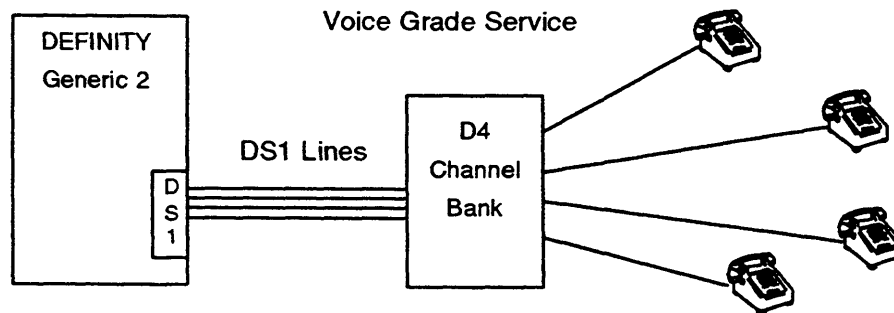 Voice Grade Service
DEFINITY
Generic 2
D
S
1
DS1 Lines
D4
Channel
Bank